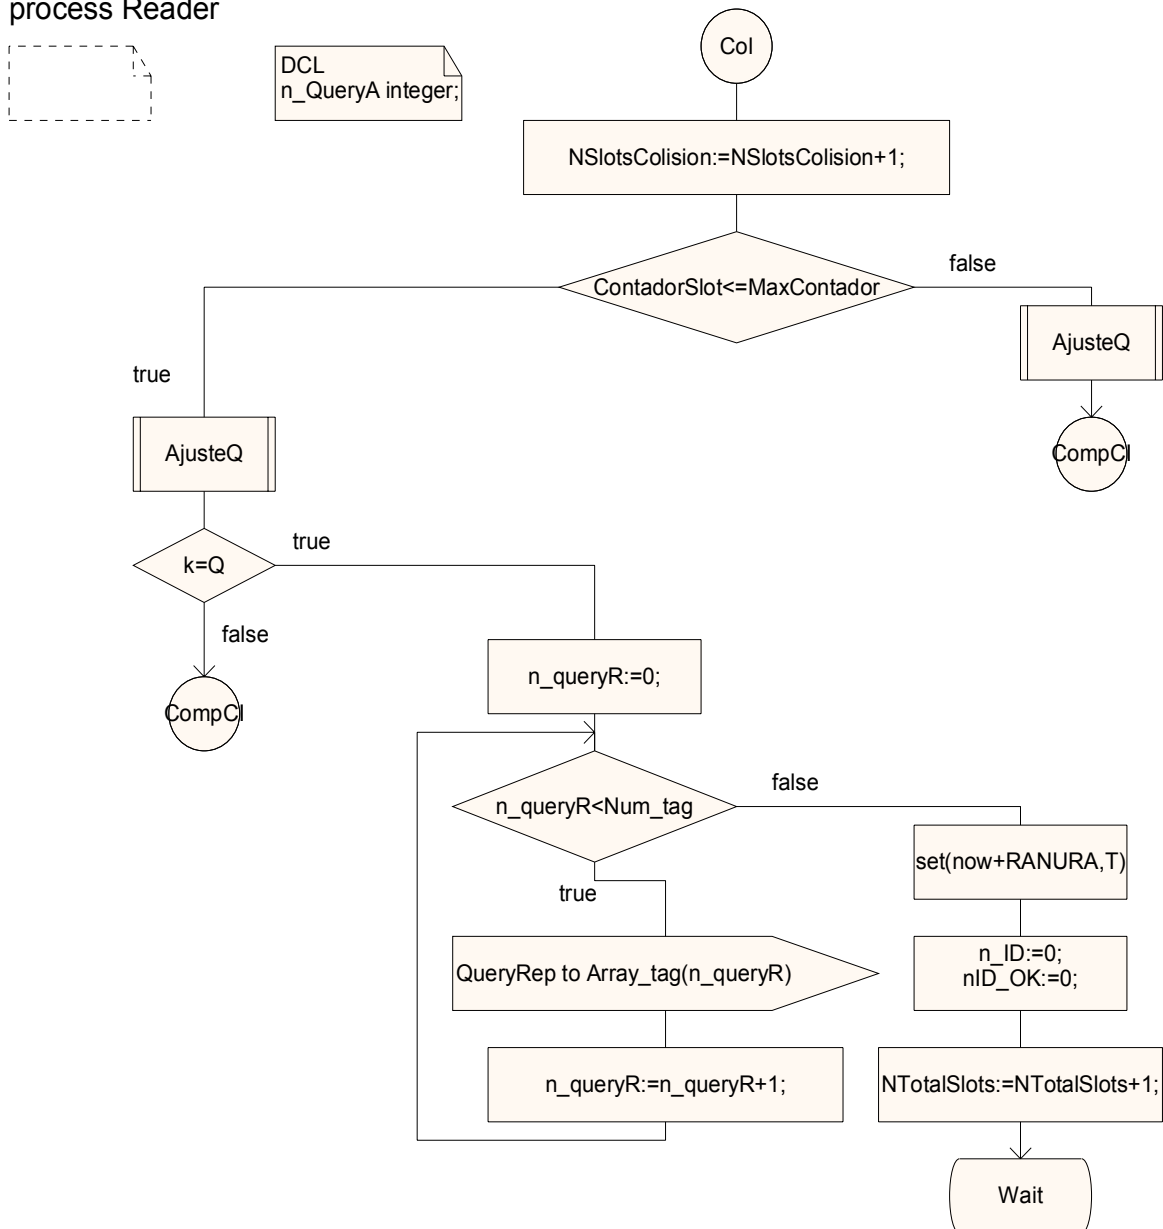 process Reader
DCL
n_QueryA integer;
Col
NSlotsColision:=NSlotsColision+1;
ContadorSlot<=MaxContador
false
AjusteQ
CompCl
true
AjusteQ
k=Q
true
false
CompCl
n_queryR:=0;
n_queryR<Num_tag
false
true
set(now+RANURA,T)
QueryRep to Array_tag(n_queryR)
n_ID:=0;
nID_OK:=0;
n_queryR:=n_queryR+1;
NTotalSlots:=NTotalSlots+1;
Wait